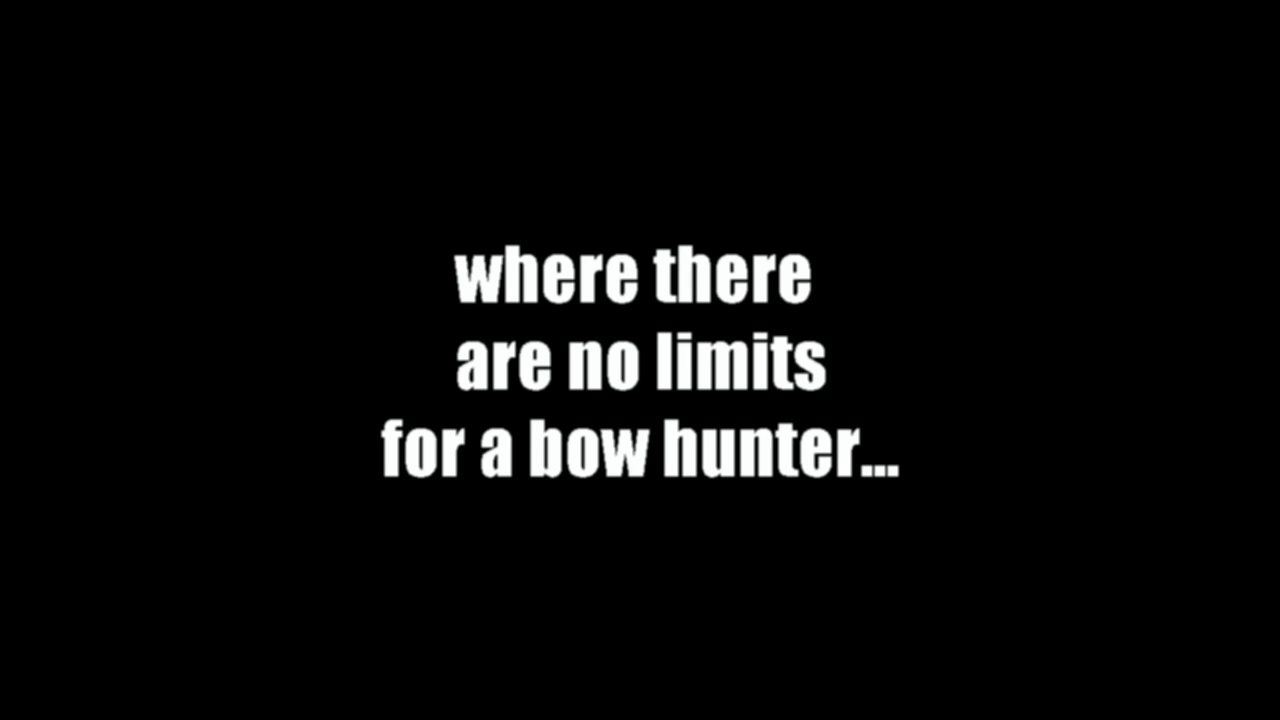 where there
are no limits
for a bow hunter...